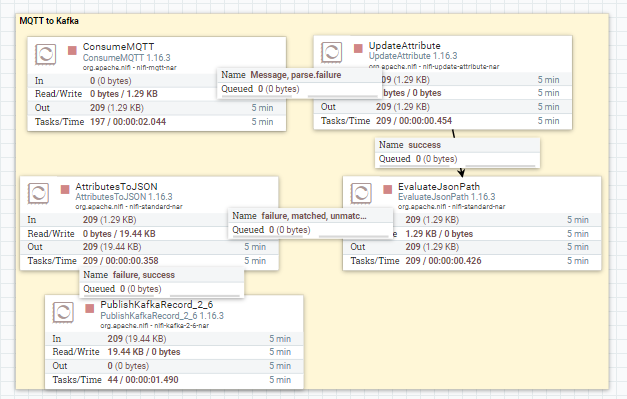 MQTT to Kafka
ConsumeMQTT
ConsumeMQTT 1.16.3
org.apache.nifi - nifi-mqtt-nar
In 0 (0 bytes) 5 min
Read/Write 0 bytes / 1.29 KB
Out 209 (1.29 KB) 5 min
Tasks/Time 197 / 00:00:02.044 5 min
Name Message, parse.failure
Queued 0 (0 bytes)
UpdateAttribute
UpdateAttribute 1.16.3
org.apache.nifi - nifi-update-attribute-nar
09 (1.29 KB) 5 min
bytes / 0 bytes 5 min
Out 209 (1.29 KB) 5 min
Tasks/Time 209 / 00:00:00.454 5 min
Name success
Queued 0 (0 bytes)
AttributesToJSON
AttributesToJSON 1.16.3
org.apache.nifi - nifi-standard-nar
In 209 (1.29 KB) 5 min
Read/Write 0 bytes / 19.44 KB
Out 209 (19.44 KB) 5 min
Tasks/Time 209 / 00:00:00.358 5 min
Name failure, matched, unmatc...
Queued 0 (0 bytes)
EvaluateJsonPath
EvaluateJsonPath 1.16.3
org.apache.nifi - nifi-standard-nar
209 (1.29 KB) 5 min
1.29 KB / 0 bytes 5 min
Out 209 (1.29 KB) 5 min
Tasks/Time 209 / 00:00:00.426 5 min
Name failure, success
Queued 0 (0 bytes)
PublishKafkaRecord_2_6
PublishKafkaRecord_2_6 1.16.3
org.apache.nifi - nifi-kafka-2-6-nar
In 209 (19.44 KB) 5 min
Read/Write 19.44 KB / 0 bytes 5 min
Out 0 (0 bytes) 5 min
Tasks/Time 44 / 00:00:01.490 5 min